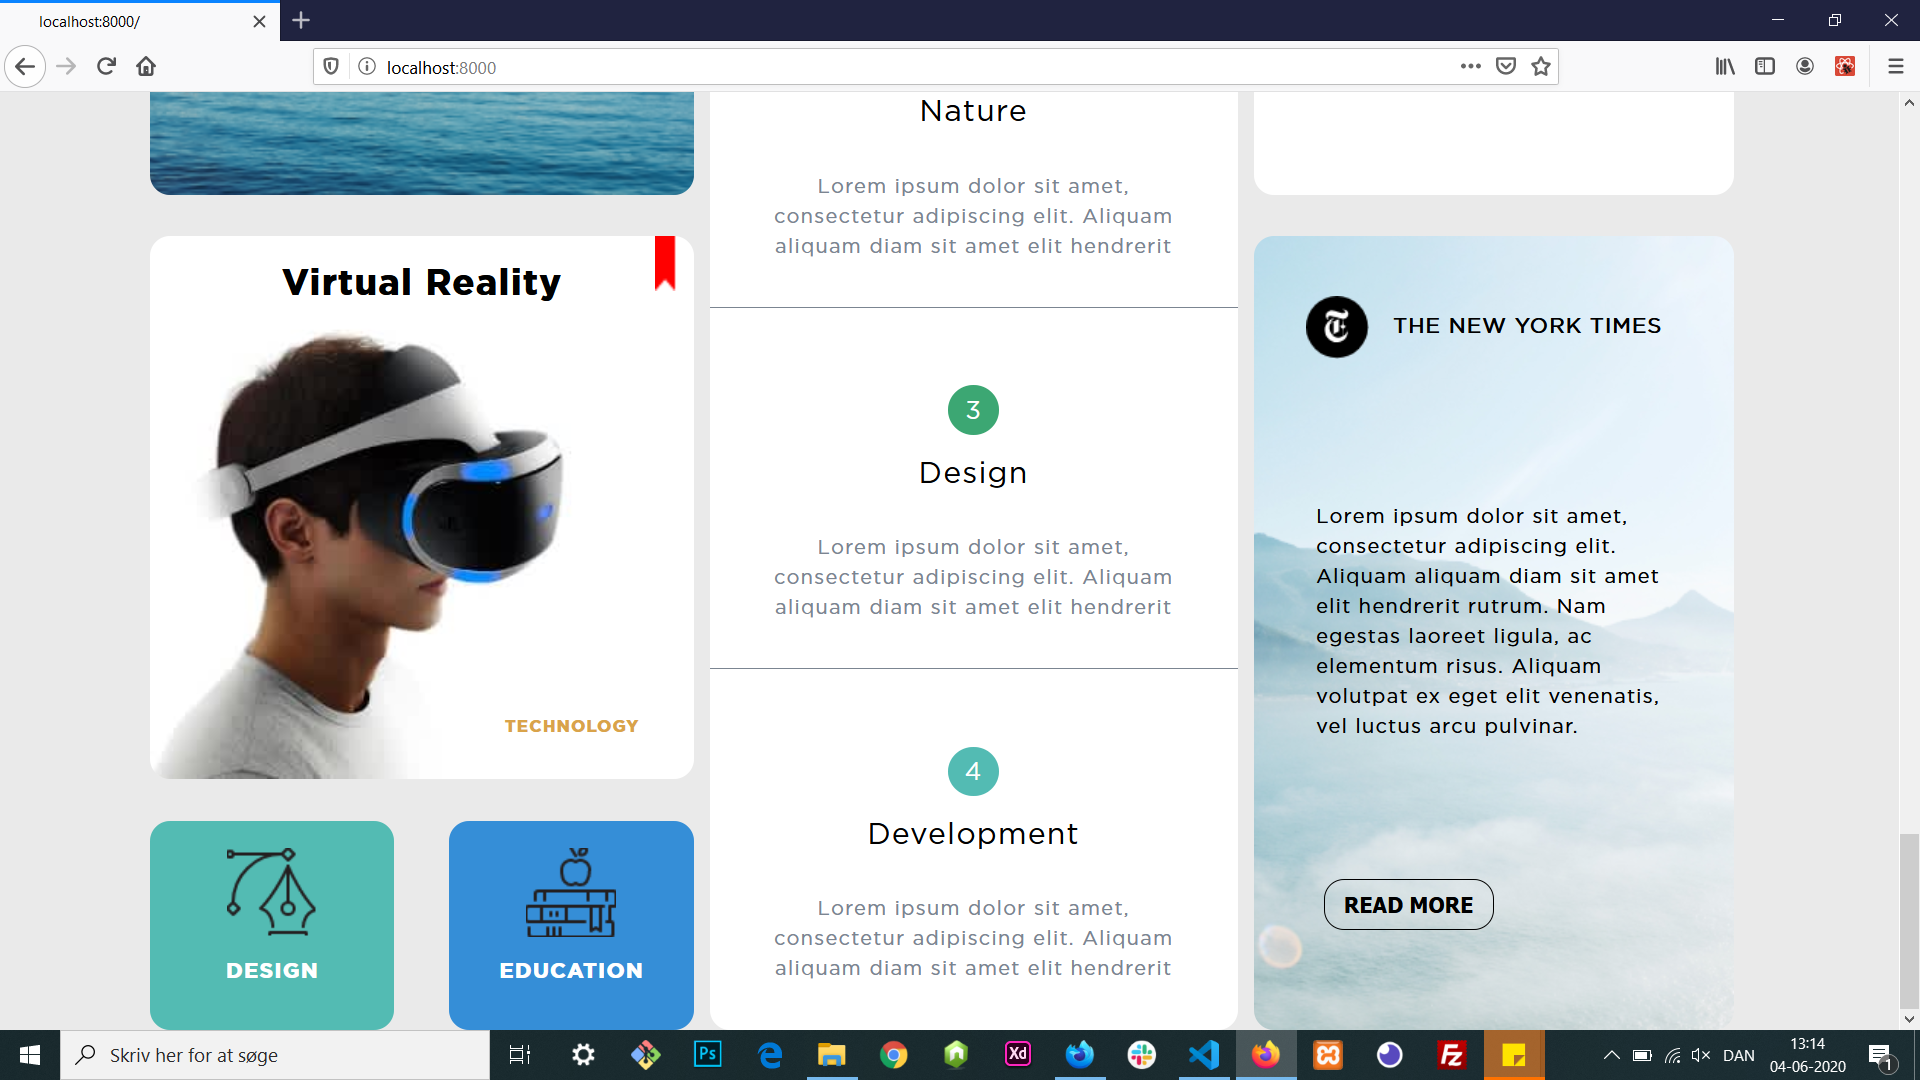 localhost:8000/
localhost:8000
Nature
Lorem ipsum dolor sit amet,
consectetur adipiscing elit. Aliquam
aliquam diam sit amet elit hendrerit
Virtual Reality
TECHNOLOGY
DESIGN
EDUCATION
3
Design
Lorem ipsum dolor sit amet,
consectetur adipiscing elit. Aliquam
aliquam diam sit amet elit hendrerit
4
Development
Lorem ipsum dolor sit amet,
consectetur adipiscing elit. Aliquam
aliquam diam sit amet elit hendrerit
T
THE NEW YORK TIMES
Lorem ipsum dolor sit amet,
consectetur adipiscing elit.
Aliquam aliquam diam sit amet
elit hendrerit rutrum. Nam
egestas laoreet ligula, ac
elementum risus. Aliquam
volutpat ex eget elit venenatis,
vel luctus arcu pulvinar.
READ MORE
Skriv her for at søge
Ps
Xd
Fz
DAN
13:14
04-06-2020
1